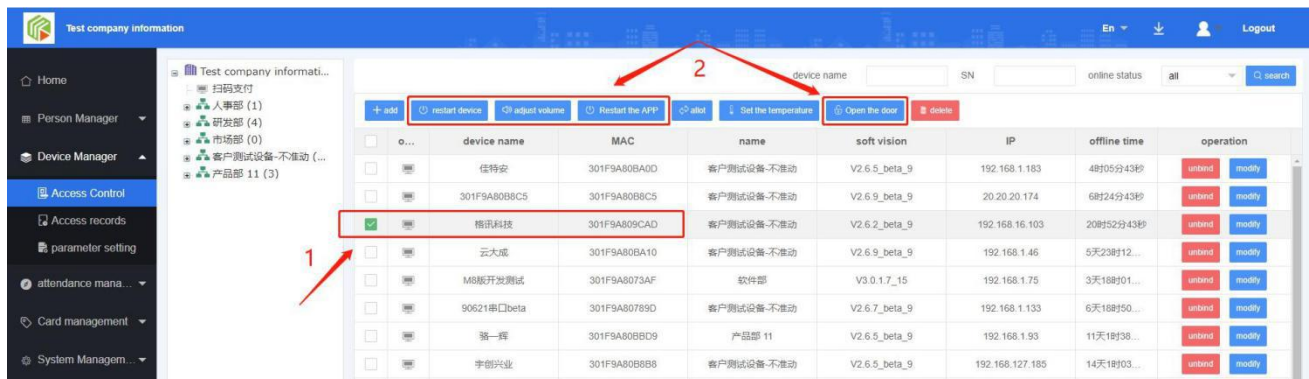 Test company information
En
Logout
Home
Person Manager
Device Manager
Access Control
Access records
parameter setting
attendance mana...
Card management
System Managem...
Test company informati...
扫码支付
人事部 (1)
研发部 (4)
市场部 (0)
客户测试设备-不准动 (...
产品部 11 (3)
2
device name
SN
online status
all
search
add restart device adjust volume Restart the APP allot Set the temperature Open the door delete
o... device name MAC name soft vision IP offline time operation
佳特安 301F9A80BA0D 客户测试设备-不准动 V2.6.5_beta_9 192.168.1.183 4时05分43秒 unbind modify
301F9A80B8C5 301F9A80B8C5 客户测试设备-不准动 V2.6.9_beta_9 20.20.20.174 6时24分43秒 unbind modify
格讯科技 301F9A809CAD 客户测试设备-不准动 V2.6.2_beta_9 192.168.16.103 20时52分43秒 unbind modify
1
云大成 301F9A80BA10 客户测试设备-不准动 V2.6.9_beta_9 192.168.1.46 5天23时12... unbind modify
M8版开发测试 301F9A8073AF 软件部 V3.0.1.7_15 192.168.1.75 3天18时01... unbind modify
90621串口beta 301F9A80789D 客户测试设备-不准动 V2.6.7_beta_9 192.168.1.133 6天18时50... unbind modify
骆一辉 301F9A80BBD9 产品部 11 V2.6.5_beta_9 192.168.1.93 11天1时38... unbind modify
宇创兴业 301F9A80B8B8 客户测试设备-不准动 V2.6.5_beta_9 192.168.127.185 14天1时03... unbind modify